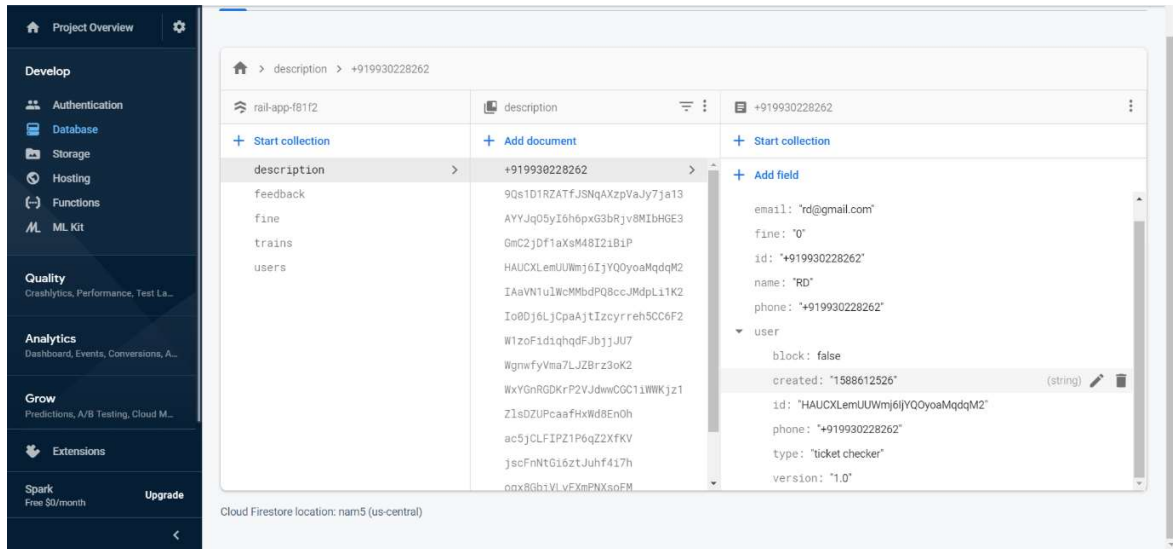 Project Overview
Develop
Authentication
Database
Storage
Hosting
Functions
ML Kit
Quality
Crashlytics, Performance, Test La...
Analytics
Dashboard, Events, Conversions, A...
Grow
Predictions, A/B Testing, Cloud M...
Extensions
Spark
Free $0/month
Upgrade
> description > +919930228262
rail-app-f81f2
+ Start collection
description
feedback
fine
trains
users
description
+ Add document
+919930228262
9Qs1D1RZATfJSNqAXzpVaJy7ja13
AYYJqO5yI6h6pxG3bRjv8MIbHGE3
GmC2jDf1aXsM48I2iBiP
HAUCXLemUUWmj6IjYQOyoaMqdqM2
IAaVN1ulWcMMbdPQ8ccJMdpLi1K2
Io0Dj6LjCpaAjtIzcyrreh5CC6F2
W1zoFidiqhqdFJbjjJU7
WgnwfyVma7LJZBrz3oK2
WxYGnRGDKrP2VJdwwCGC1iWWKjz1
ZlsDZUPcaafHxWd8EnOh
ac5jCLFIPZ1P6qZ2XfKV
jscFnNtGi6ztJuhf4i7h
+919930228262
+ Start collection
+ Add field
email: "rd@gmail.com"
fine: "0"
id: "+919930228262"
name: "RD"
phone: "+919930228262"
user
block: false
created: "1588612526" (string)
id: "HAUCXLemUUWmj6IjYQOyoaMqdqM2"
phone: "+919930228262"
type: "ticket checker"
version: "1.0"
Cloud Firestore location: nam5 (us-central)